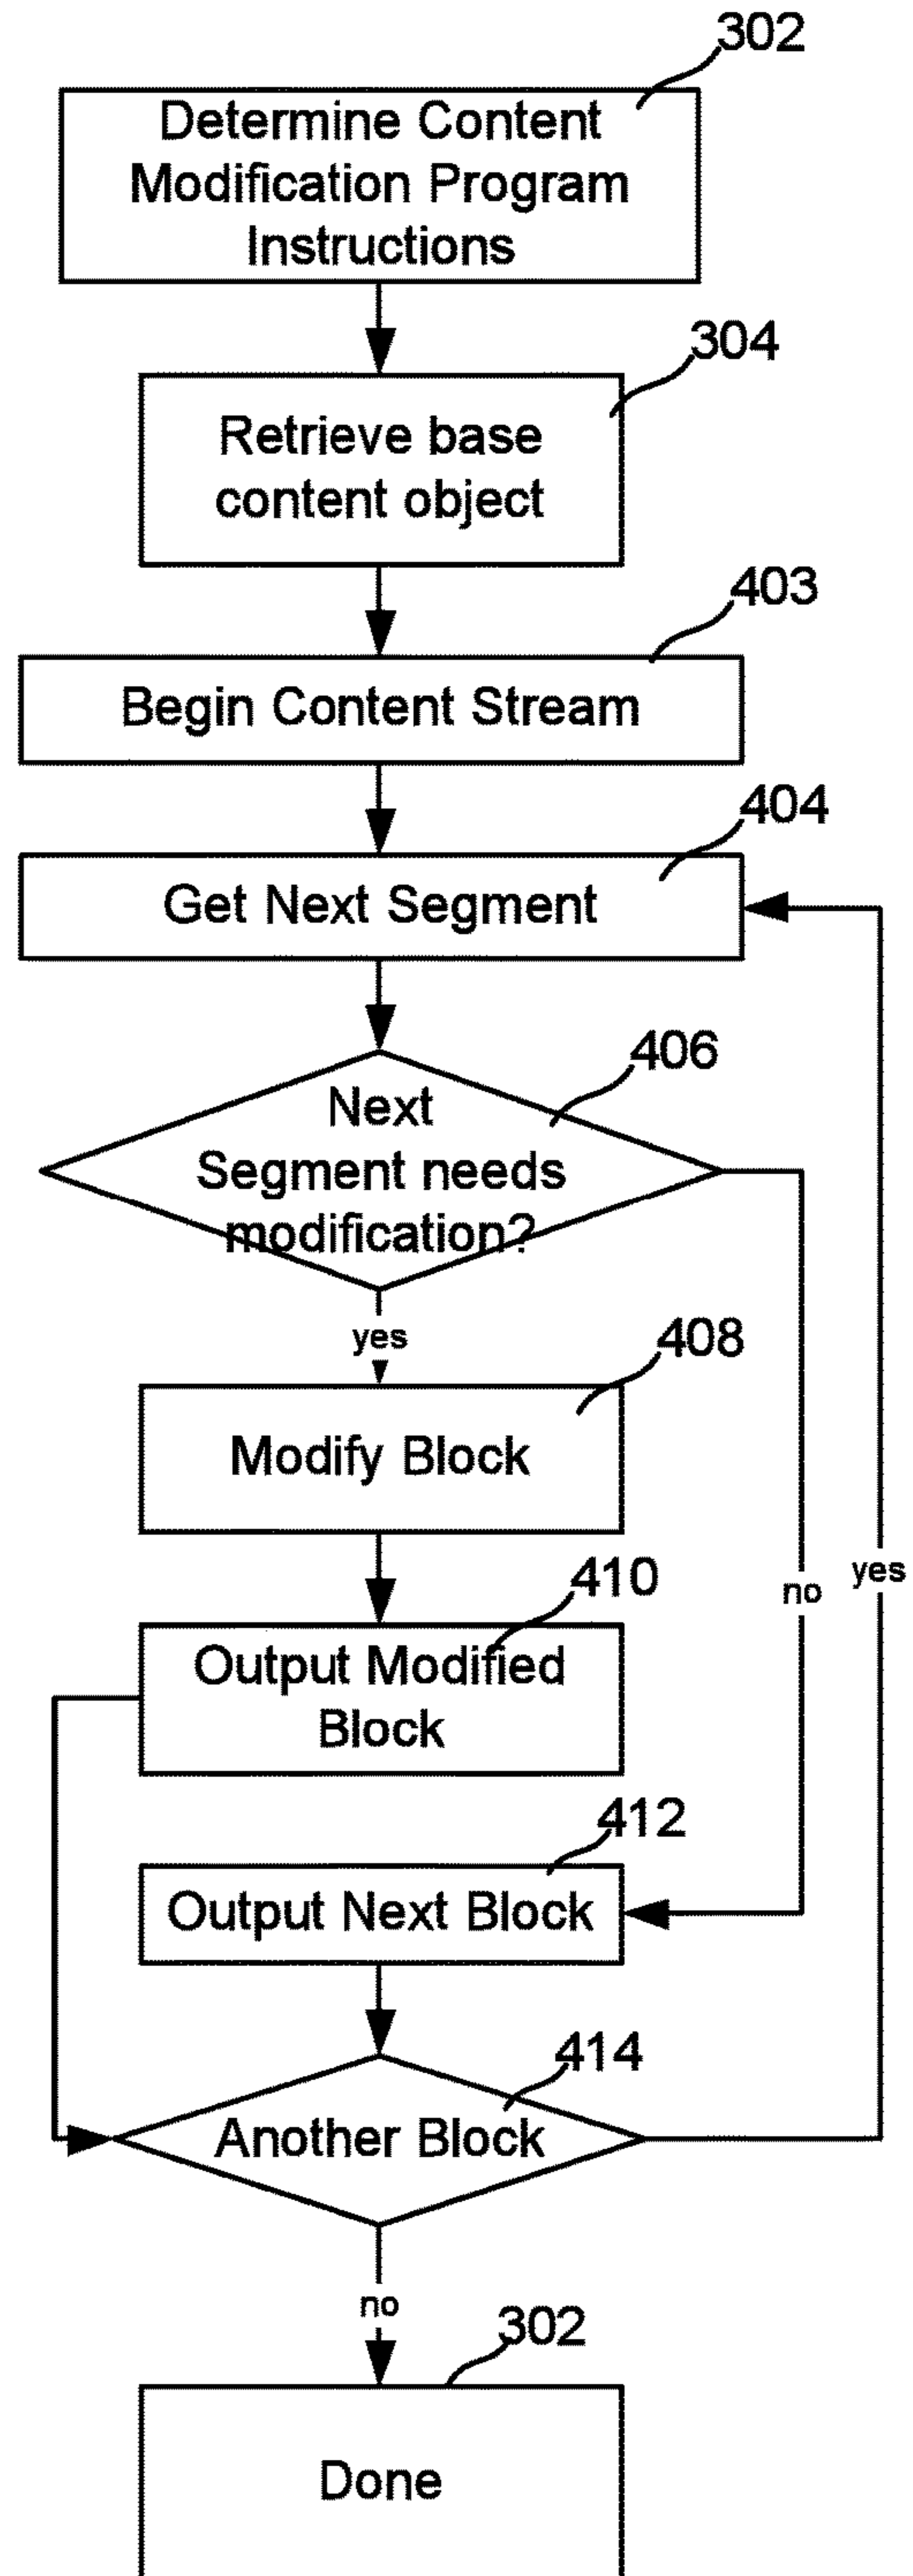 302
Determine Content
Modification Program
Instructions
304
Retrieve base
content object
403
Begin Content Stream
404
Get Next Segment
406
Next
Segment needs
modification?
yes
408
Modify Block
410
Output Modified
Block
no
yes
412
Output Next Block
414
Another Block
no
302
Done